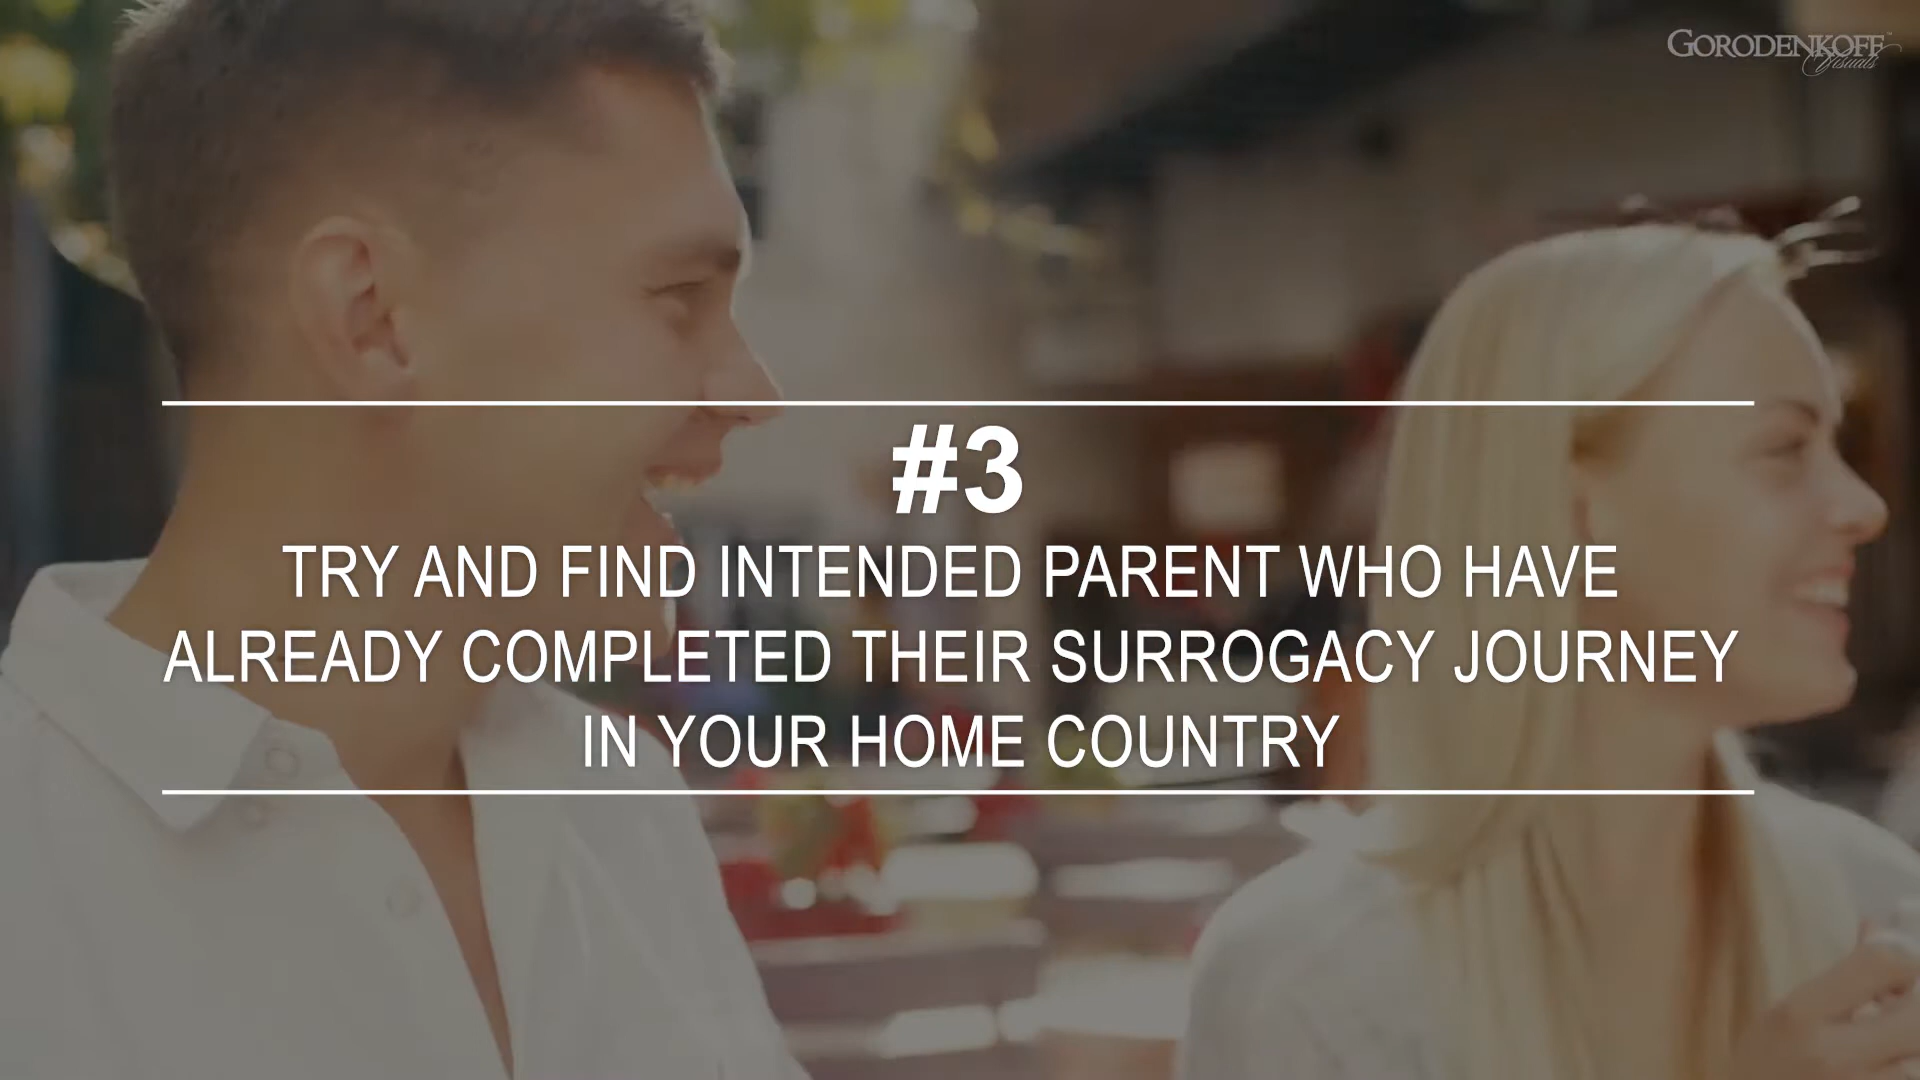 GORODENKOFF
Visuals
#3
TRY AND FIND INTENDED PARENT WHO HAVE
ALREADY COMPLETED THEIR SURROGACY JOURNEY
IN YOUR HOME COUNTRY